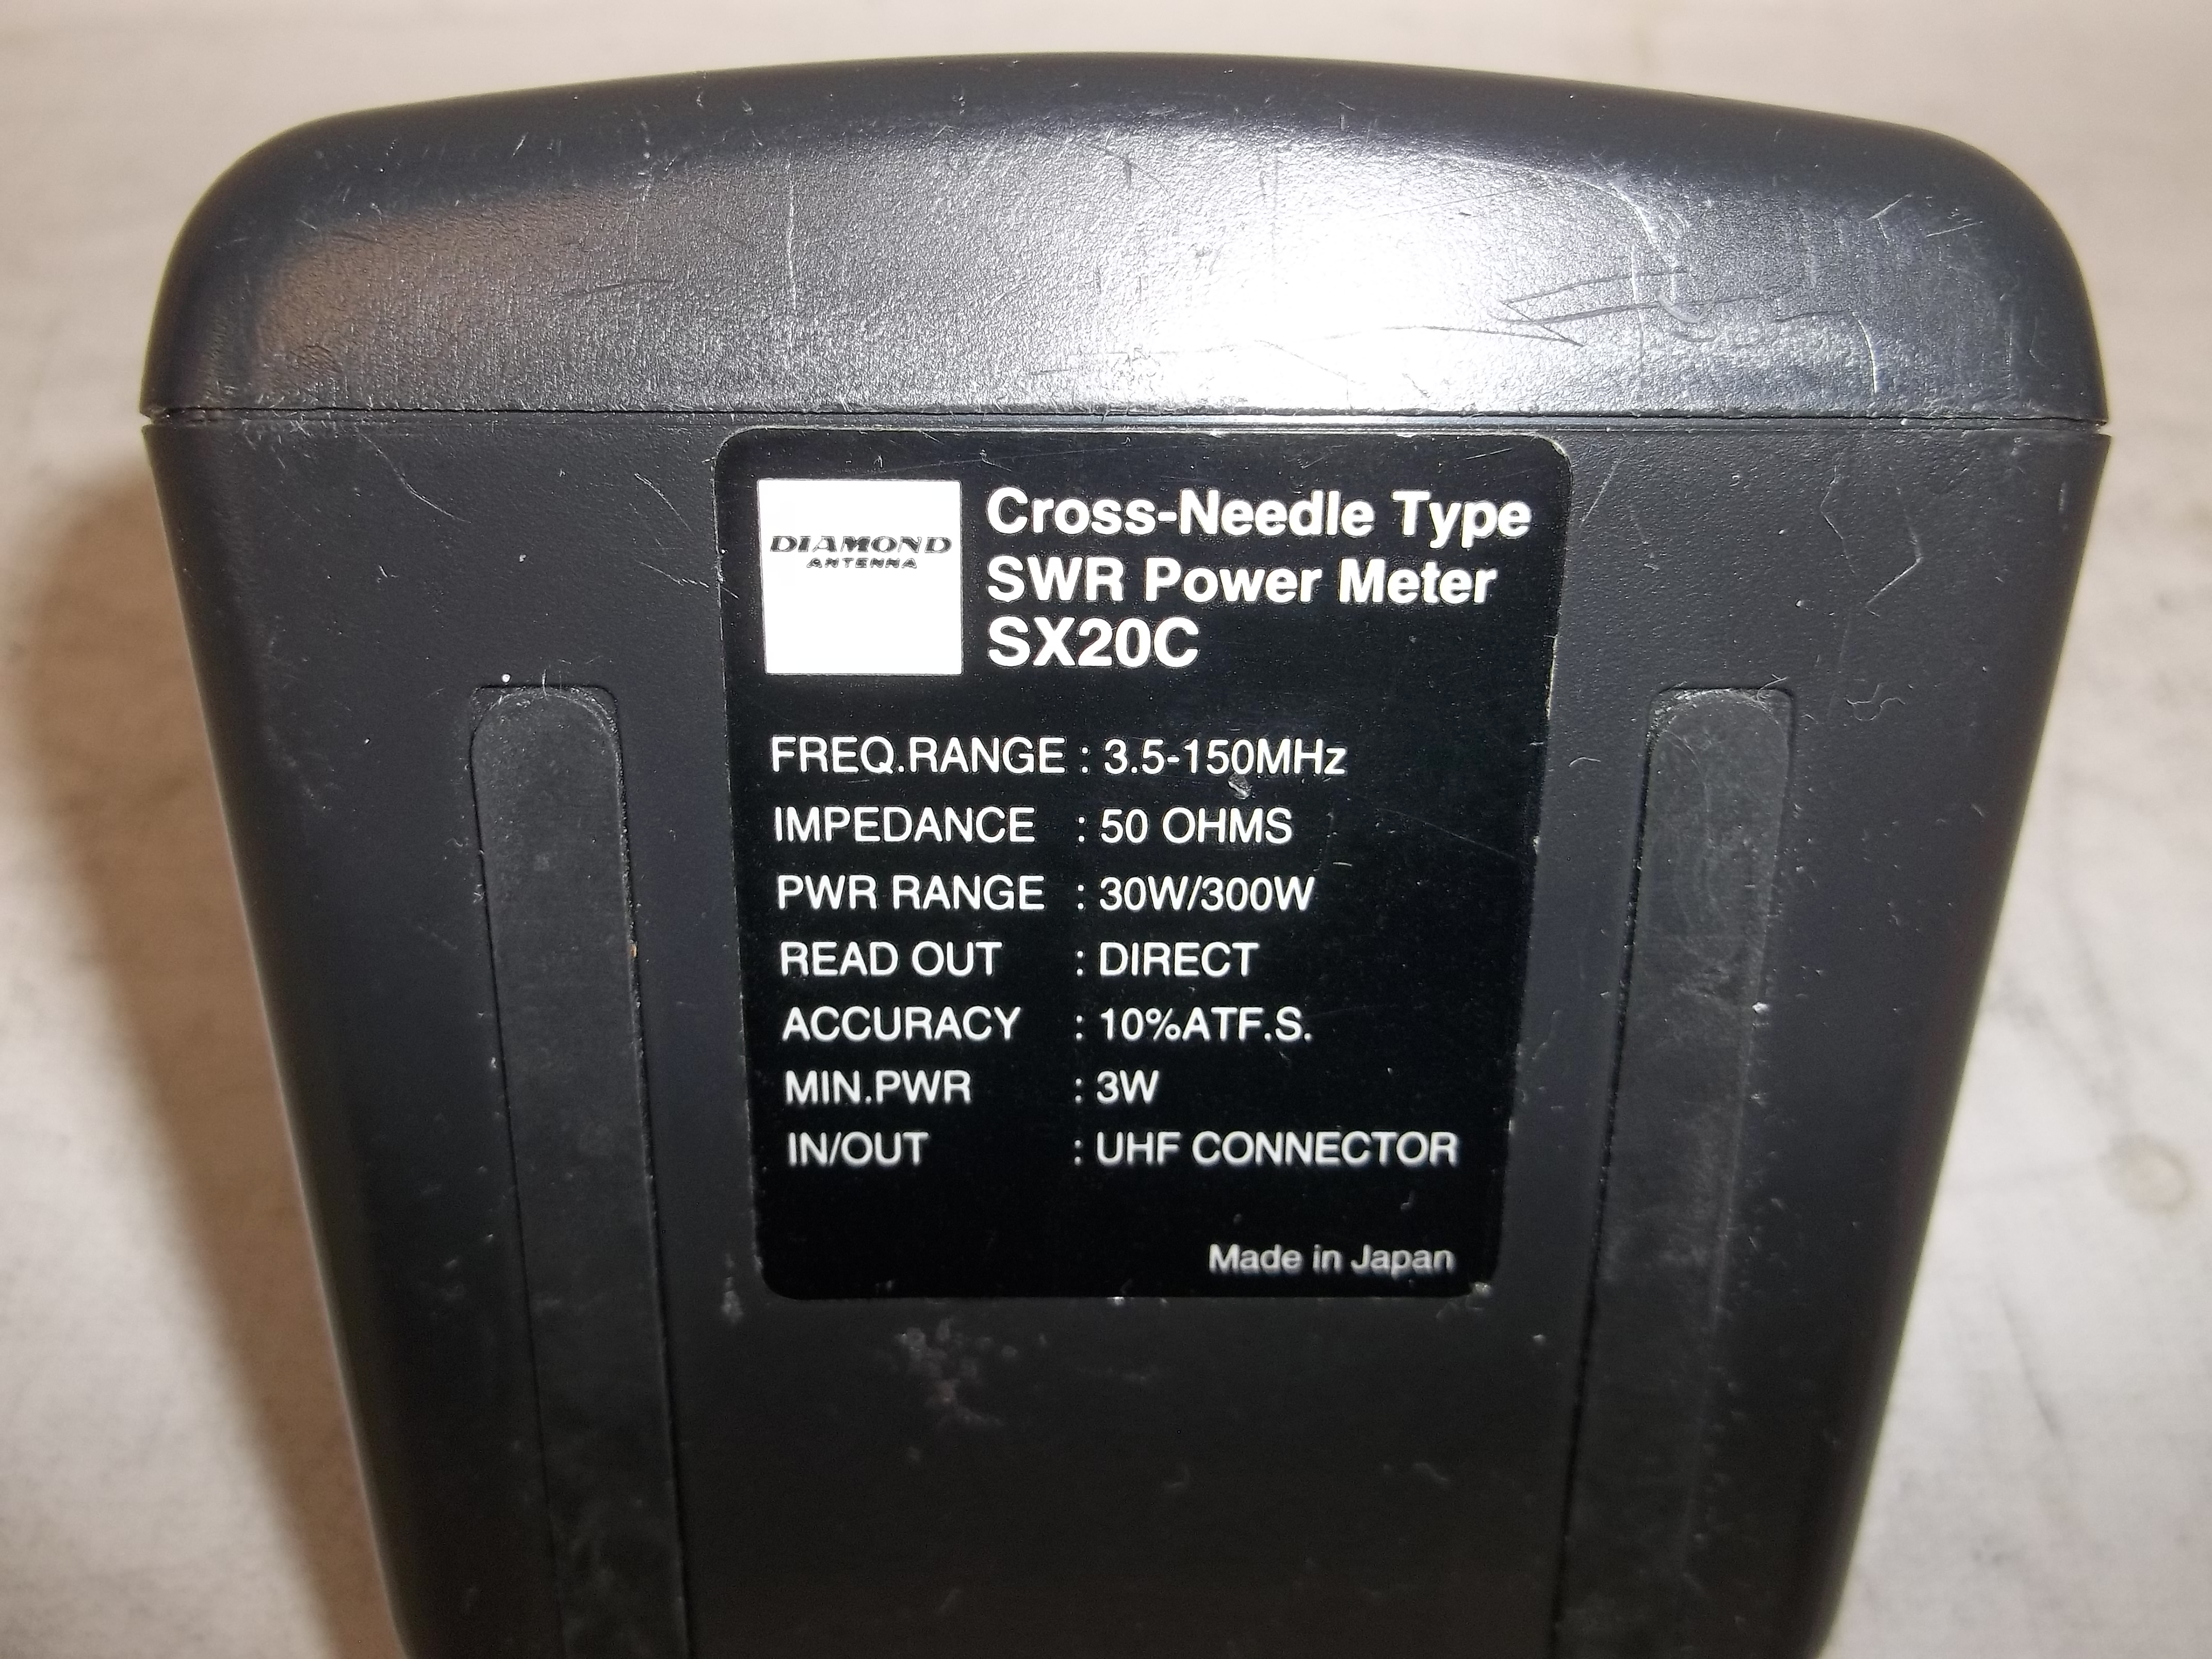 DIAMOND
ANTENNA
Cross-Needle Type
SWR Power Meter
SX20C
FREQ.RANGE : 3.5-150MHz
IMPEDANCE : 50 OHMS
PWR RANGE : 30W/300W
READ OUT : DIRECT
ACCURACY : 10%ATF.S.
MIN.PWR : 3W
IN/OUT : UHF CONNECTOR
Made in Japan